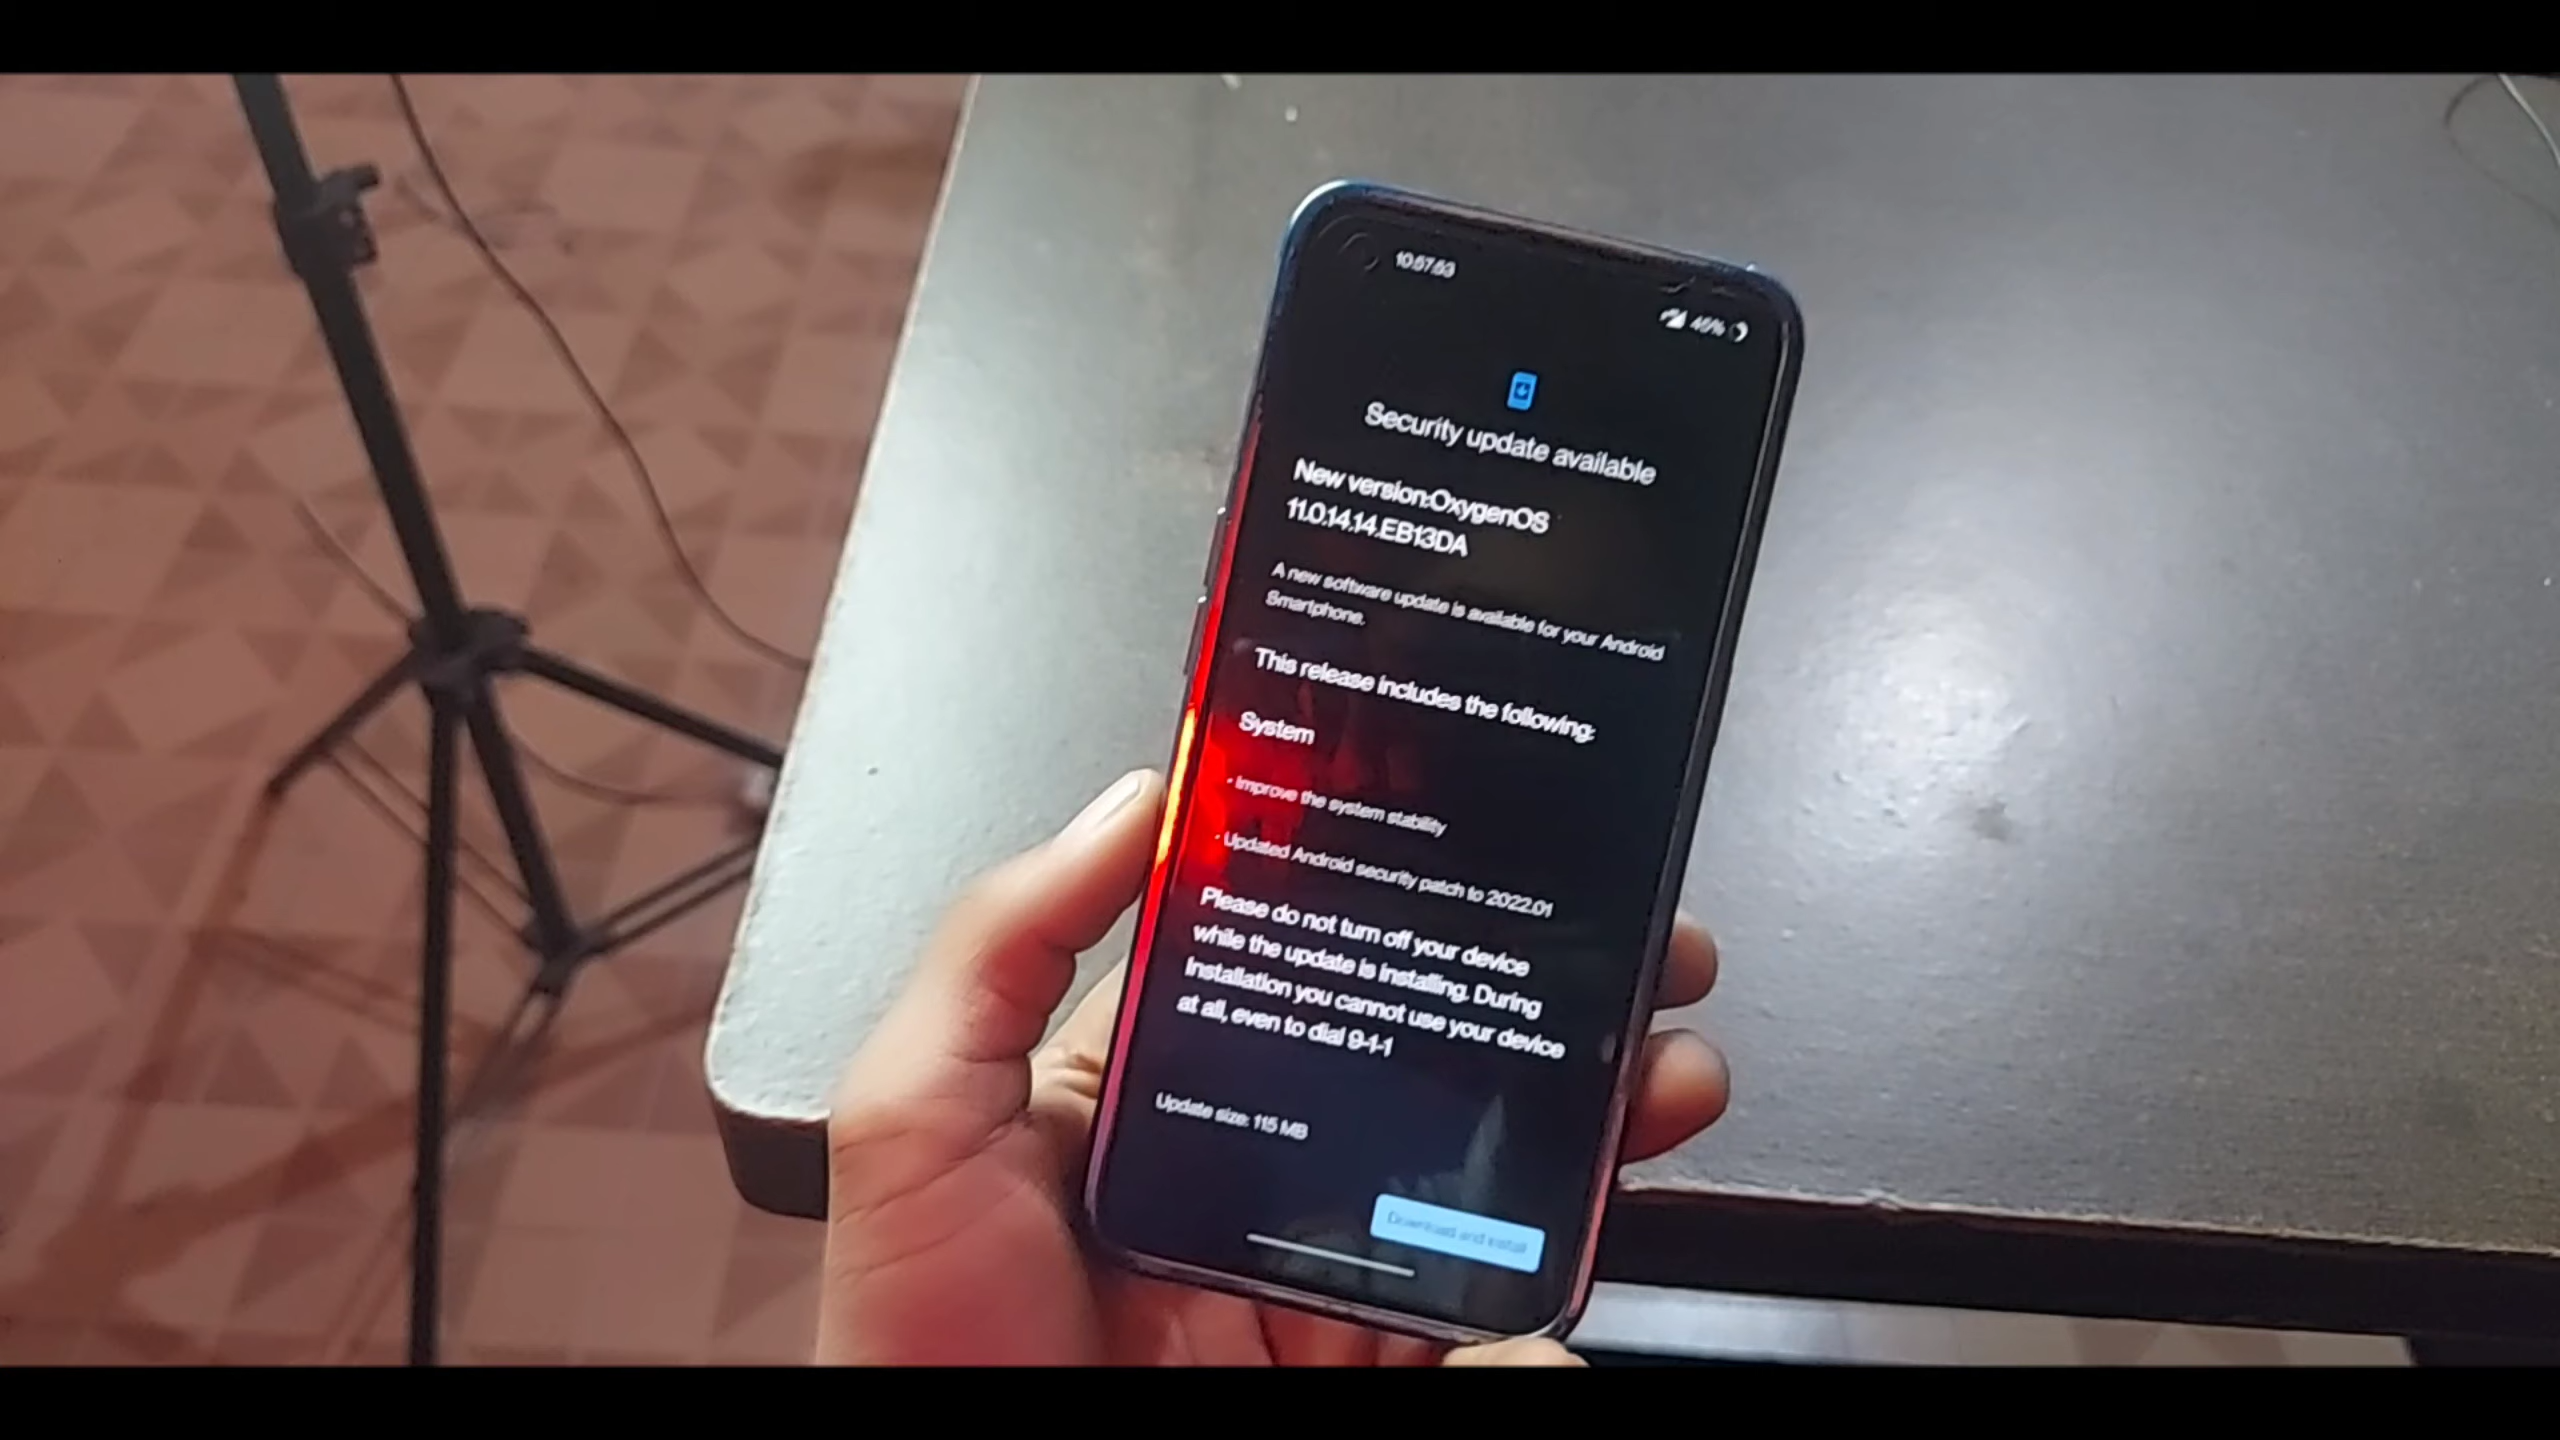 10:57:53
45%
Security update available
New version:OxygenOS
11.0.14.14.EB13DA
A new software update is available for your Android
Smartphone.
This release includes the following:
System
• Improve the system stability
• Updated Android security patch to 2022.01
Please do not turn off your device
while the update is installing. During
installation you cannot use your device
at all, even to dial 9-1-1
Update size: 115 MB
Download and install